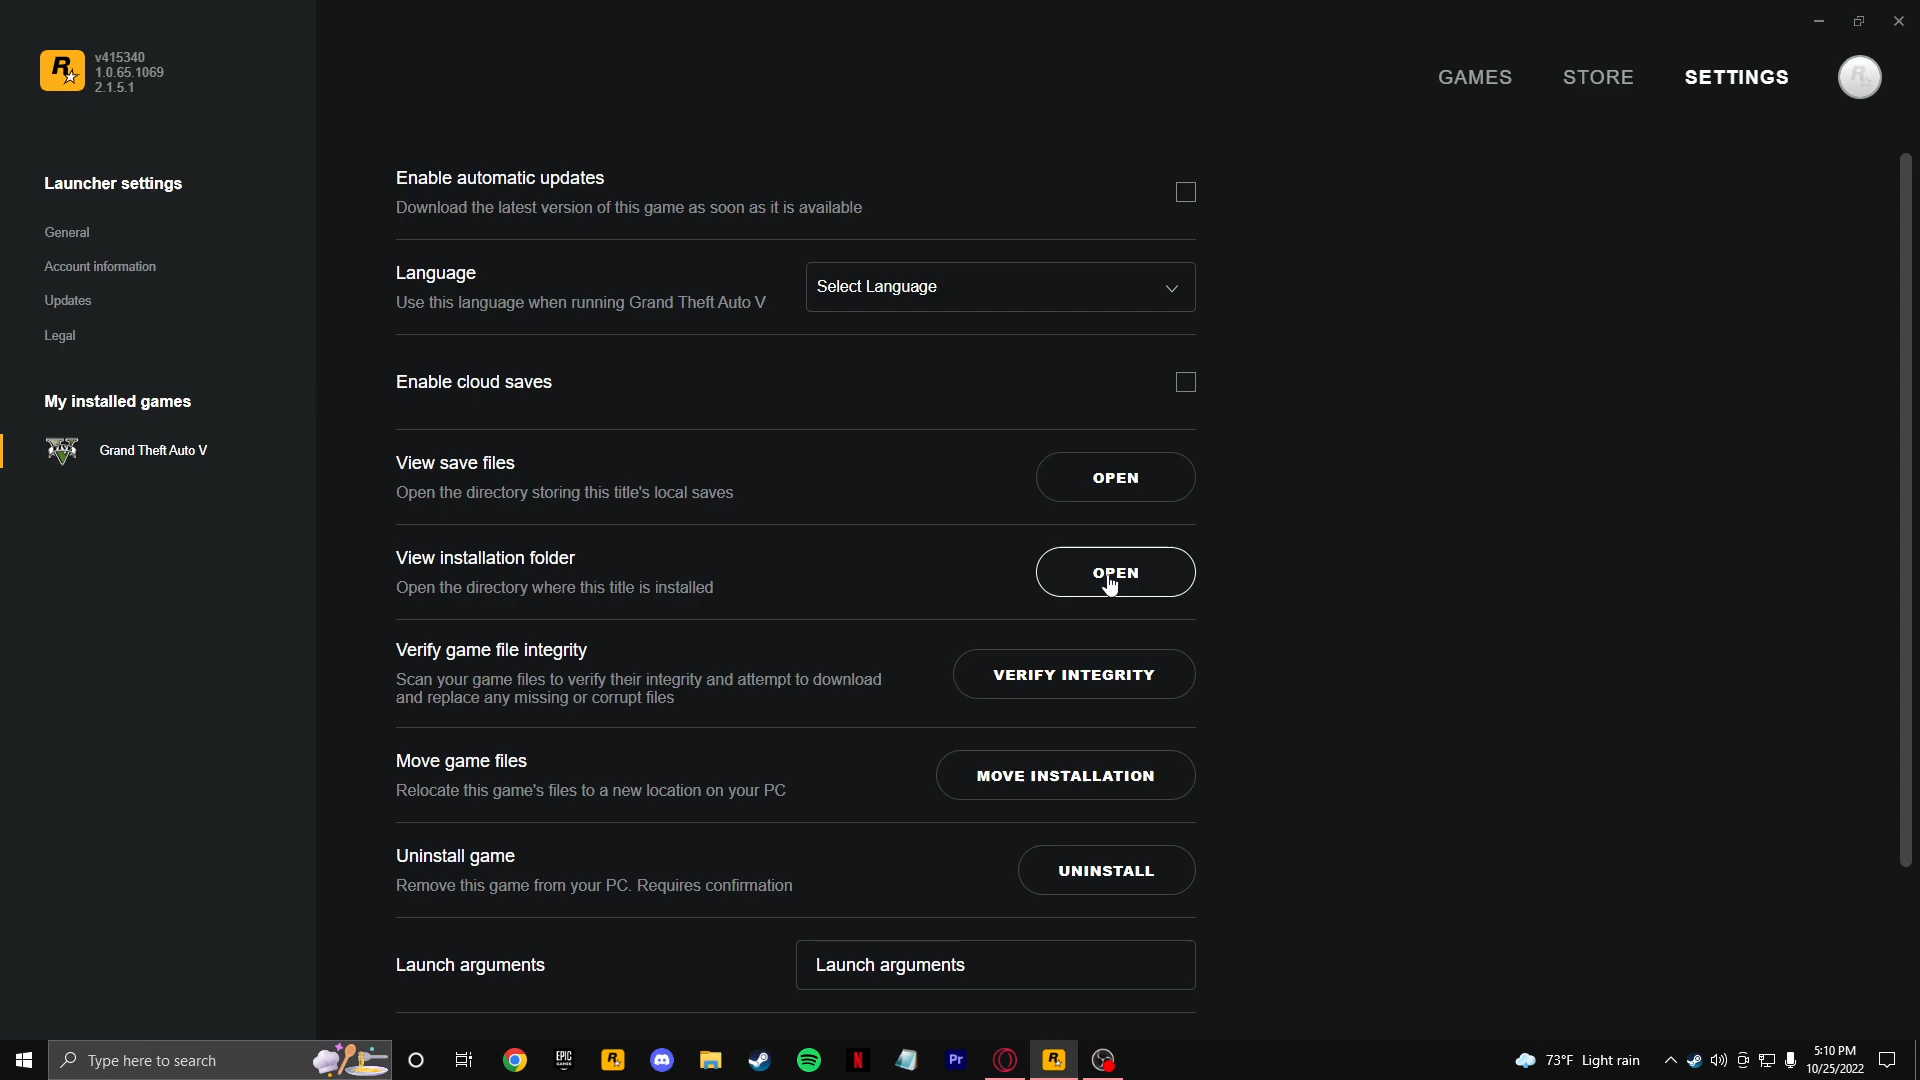 v415340
1.0.65.1069
2.1.5.1
GAMES
STORE
SETTINGS
Launcher settings
General
Account information
Updates
Legal
My installed games
Grand Theft Auto V
Enable automatic updates
Download the latest version of this game as soon as it is available
Language
Use this language when running Grand Theft Auto V
Select Language
Enable cloud saves
View save files
Open the directory storing this title's local saves
OPEN
View installation folder
Open the directory where this title is installed
OPEN
Verify game file integrity
Scan your game files to verify their integrity and attempt to download
and replace any missing or corrupt files
VERIFY INTEGRITY
Move game files
Relocate this game's files to a new location on your PC
MOVE INSTALLATION
Uninstall game
Remove this game from your PC. Requires confirmation
UNINSTALL
Launch arguments
Launch arguments
Type here to search
EPIC
GAMES
R
N
Pr
R
73°F Light rain
5:10 PM
10/25/2022